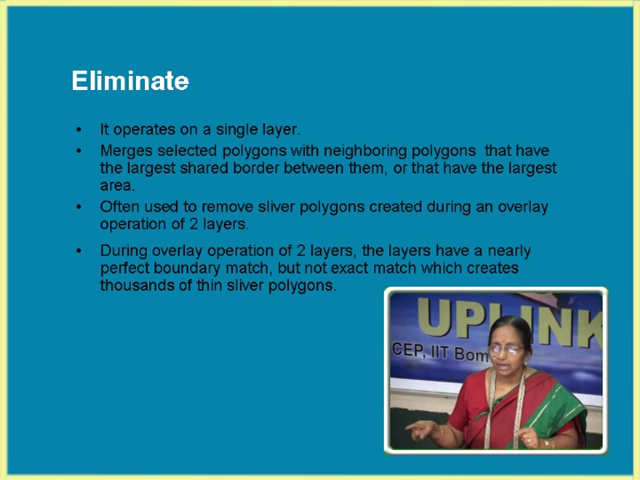 Eliminate
• It operates on a single layer.
• Merges selected polygons with neighboring polygons that have
the largest shared border between them, or that have the largest
area.
• Often used to remove sliver polygons created during an overlay
operation of 2 layers.
• During overlay operation of 2 layers, the layers have a nearly
perfect boundary match, but not exact match which creates
thousands of thin sliver polygons.
UPLINK
CEP, IIT Bom